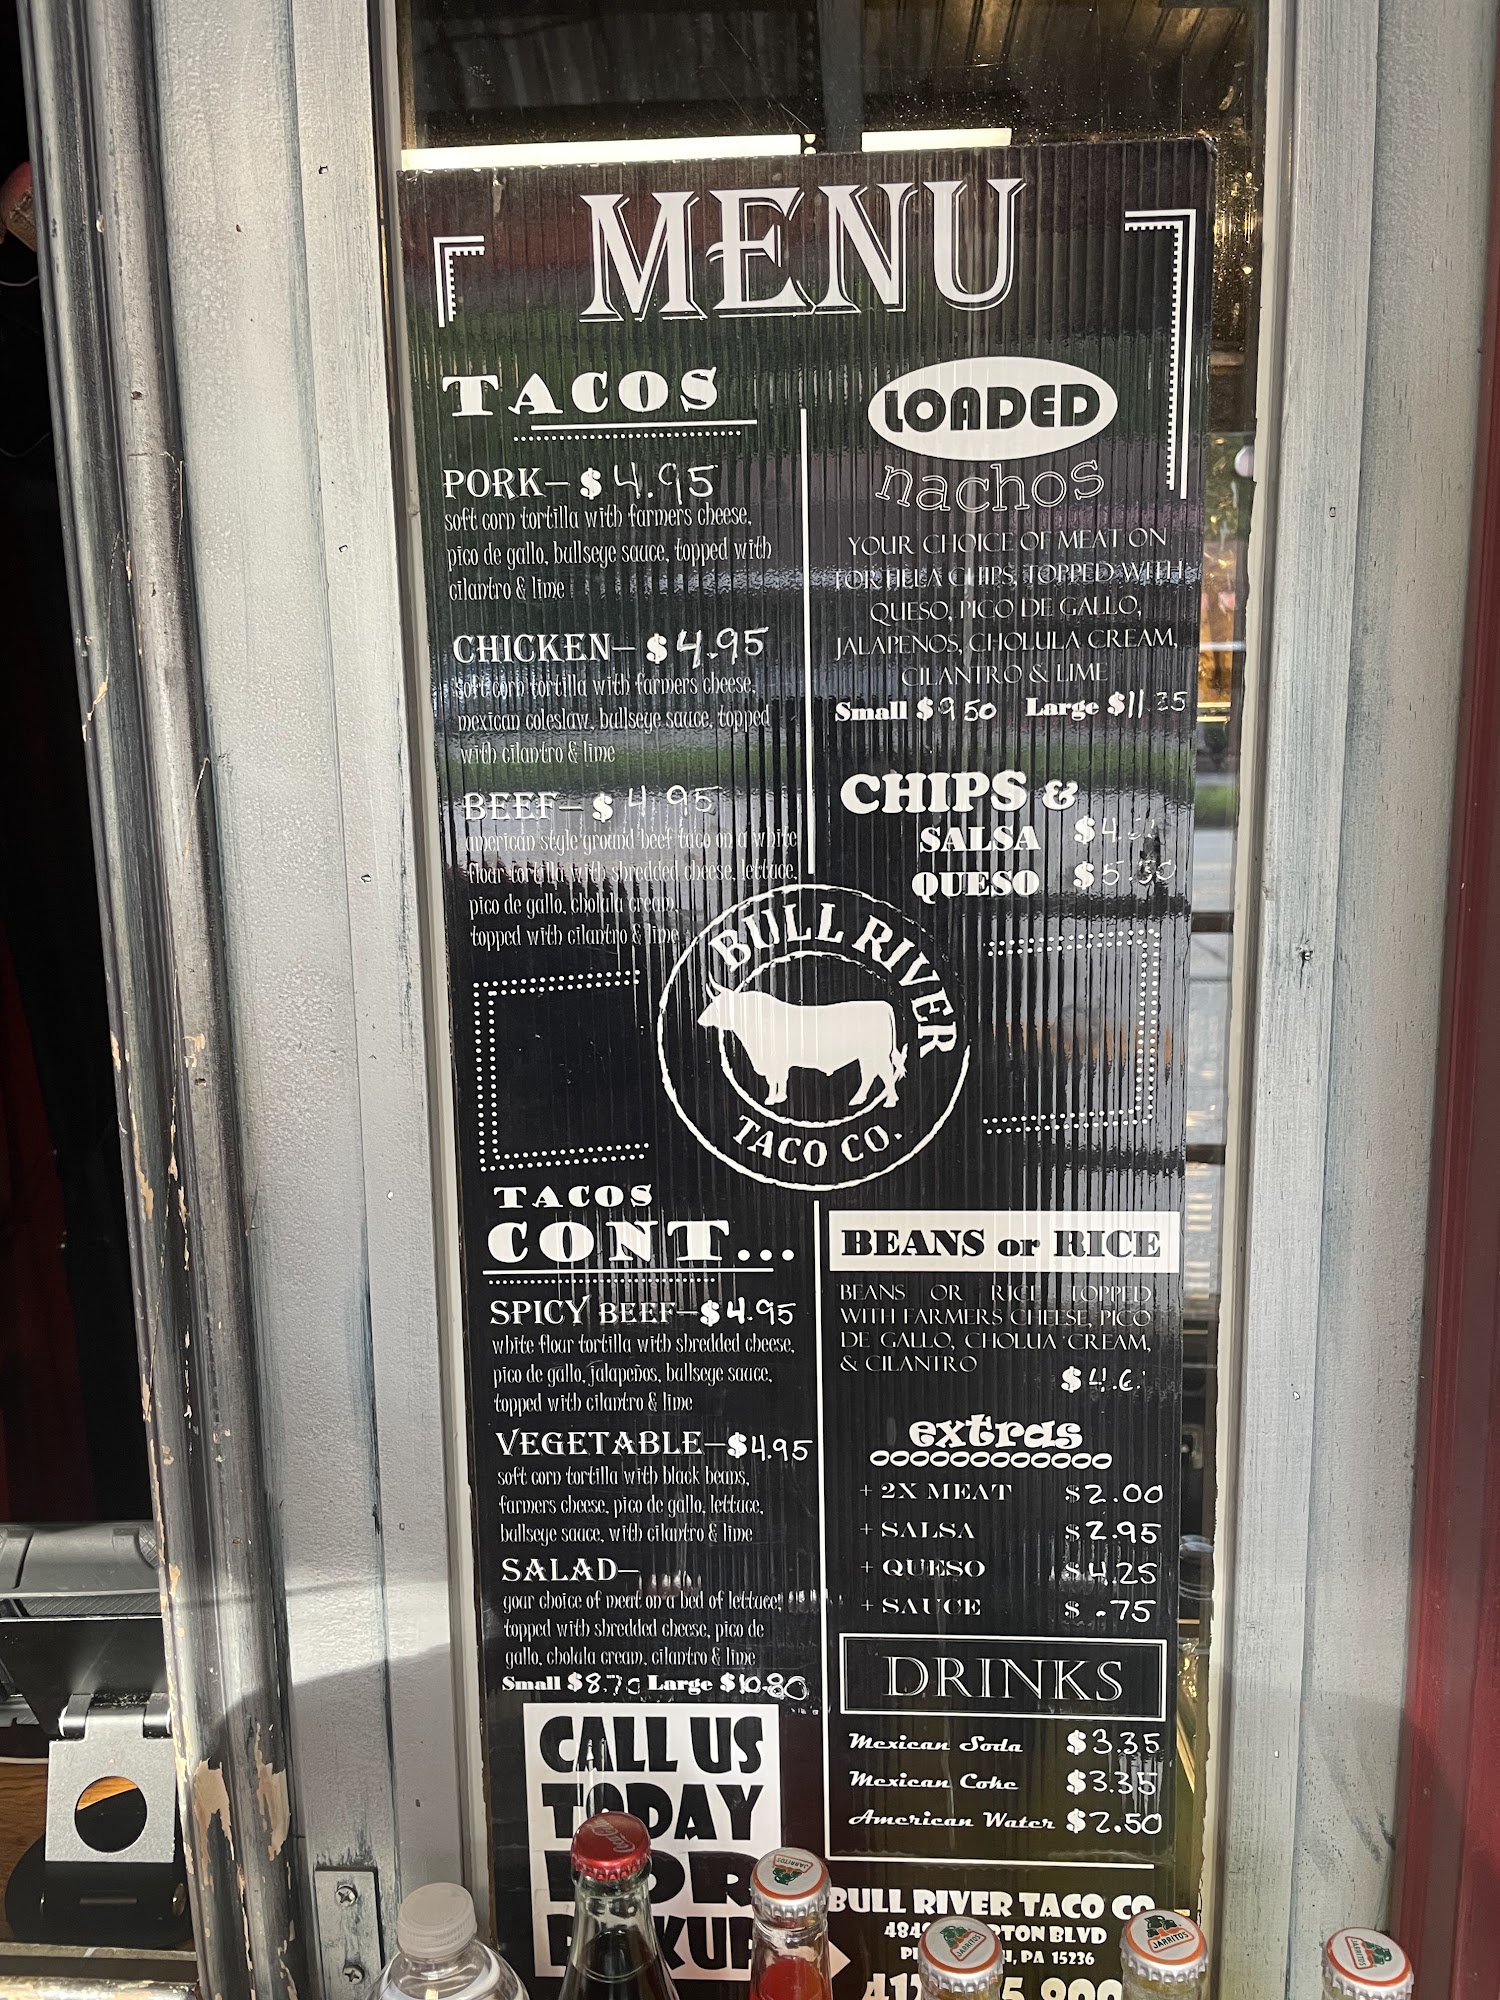 MENU
TACOS
PORK– $4.95
soft corn tortilla with farmers cheese,
pico de gallo, bullseye sauce, topped with
cilantro & lime
CHICKEN– $4.95
soft corn tortilla with farmers cheese,
mexican coleslaw, bullseye sauce, topped
with cilantro & lime
BEEF– $4.95
american style ground beef taco on a white
flour tortilla with shredded cheese, lettuce,
pico de gallo, cholula cream,
topped with cilantro & lime
LOADED
nachos
YOUR CHOICE OF MEAT ON
TORTILLA CHIPS, TOPPED WITH
QUESO, PICO DE GALLO,
JALAPENOS, CHOLULA CREAM,
CILANTRO & LIME
Small $9.50 Large
CHIPS &
SALSA
QUESO $5.50
BULL RIVER
TACO CO.
TACOS
CONT...
SPICY BEEF–$4.95
white flour tortilla with shredded cheese,
pico de gallo, jalapeños, bullseye sauce,
topped with cilantro & lime
VEGETABLE–$4.95
soft corn tortilla with black beans,
farmers cheese, pico de gallo, lettuce,
bullseye sauce, with cilantro & lime
SALAD–
your choice of meat on a bed of lettuce,
topped with shredded cheese, pico de
gallo, cholula cream, cilantro & lime
Small $8.70 Large $10.80
CALL US
TODAY
FOR
BEANS or RICE
BEANS OR RICE TOPPED
WITH FARMERS CHEESE, PICO
DE GALLO, CHOLUA CREAM,
& CILANTRO
extras
+ 2X MEAT $2.00
+ SALSA $2.95
+ QUESO $4.25
+ SAUCE $.75
DRINKS
Mexican Soda $3.35
Mexican Coke $3.35
American Water $2.50
BULL RIVER TACO CO.
BLVD
PA 15236
JARRITOS
JARRITOS
JARRITOS
JARRITOS